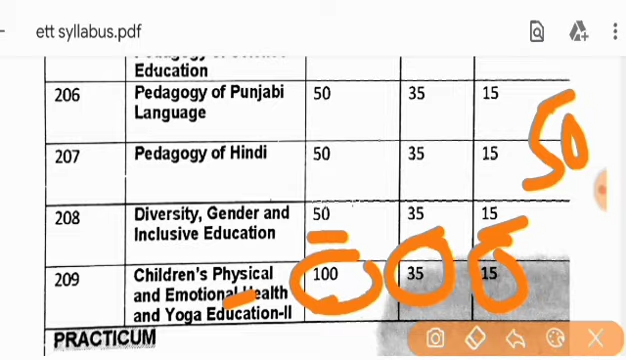 ett syllabus.pdf
Education
206 Pedagogy of Punjabi Language 50 35 15
207 Pedagogy of Hindi 50 35 15
50
208 Diversity, Gender and Inclusive Education 50 35 15
209 Children's Physical and Emotional Health and Yoga Education-II 100 35 15
PRACTICUM